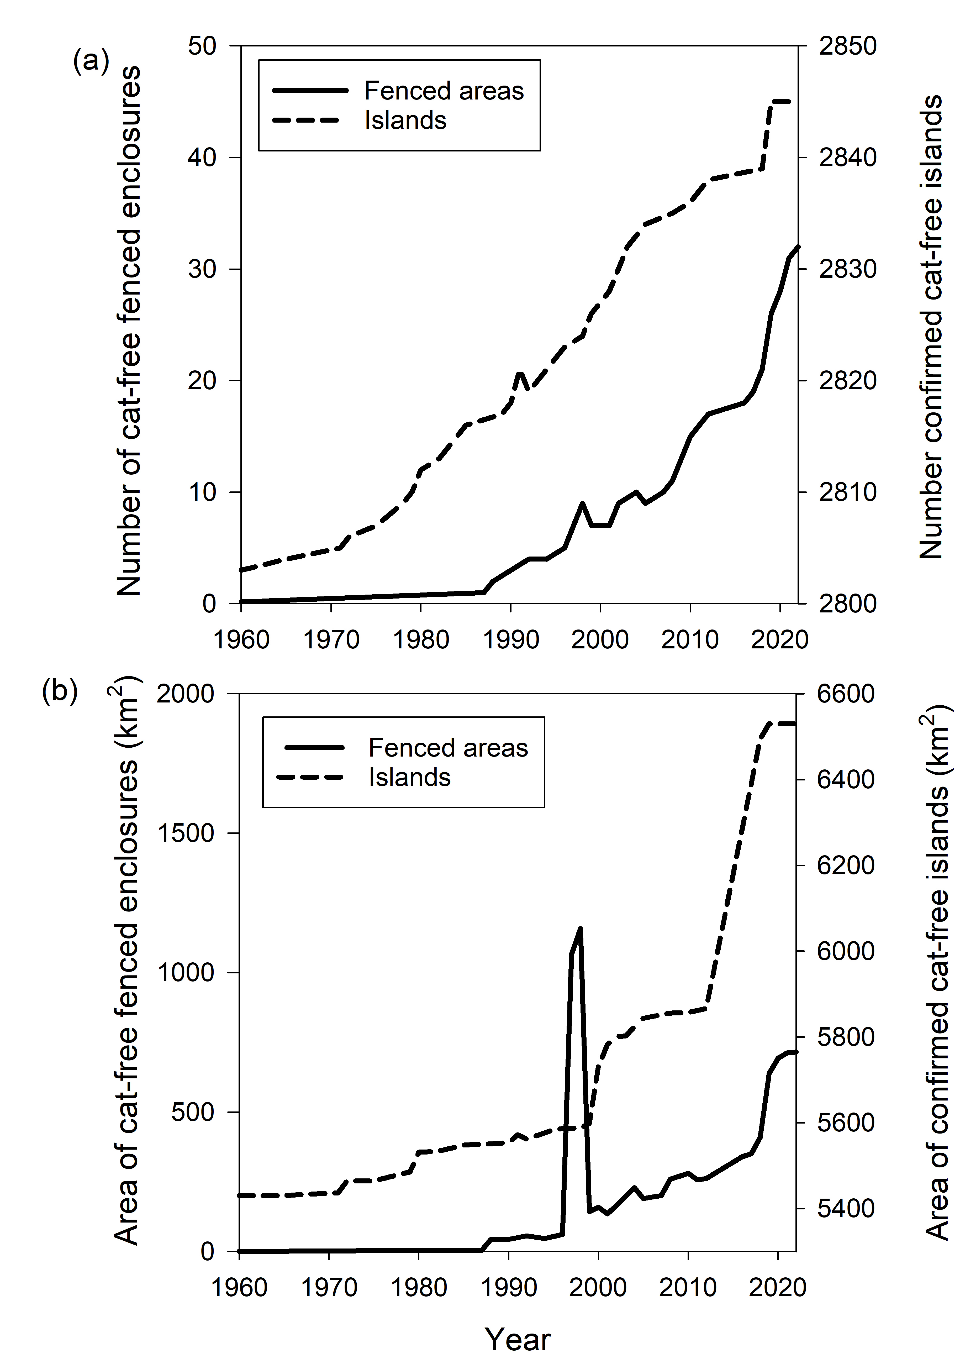 (a)
Number of cat-free fenced enclosures
50
40
30
20
10
0
Fenced areas
Islands
2850
2840
2830
2820
2810
2800
Number confirmed cat-free islands
1960 1970 1980 1990 2000 2010 2020
(b)
Area of cat-free fenced enclosures (km²)
2000
1500
1000
500
0
Fenced areas
Islands
6600
6400
6200
6000
5800
5600
5400
Area of confirmed cat-free islands (km²)
1960 1970 1980 1990 2000 2010 2020
Year